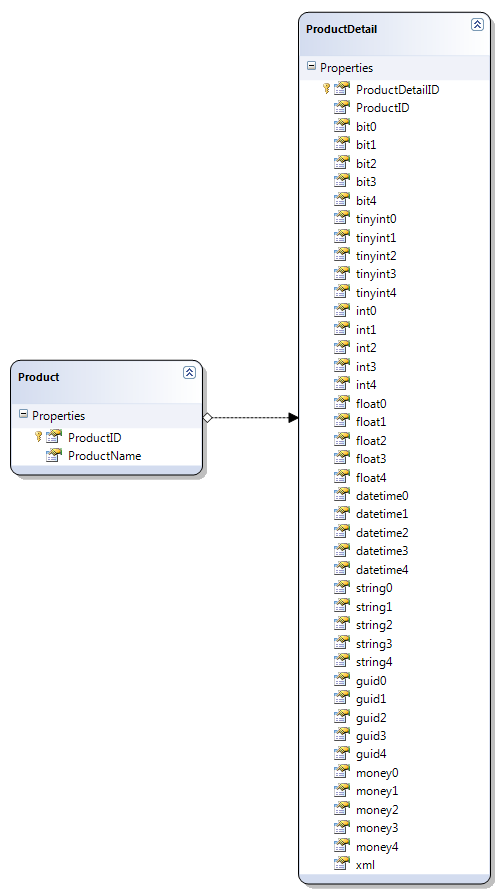 Product
Properties
ProductID
ProductName
ProductDetail
Properties
ProductDetailID
ProductID
bit0
bit1
bit2
bit3
bit4
tinyint0
tinyint1
tinyint2
tinyint3
tinyint4
int0
int1
int2
int3
int4
float0
float1
float2
float3
float4
datetime0
datetime1
datetime2
datetime3
datetime4
string0
string1
string2
string3
string4
guid0
guid1
guid2
guid3
guid4
money0
money1
money2
money3
money4
xml